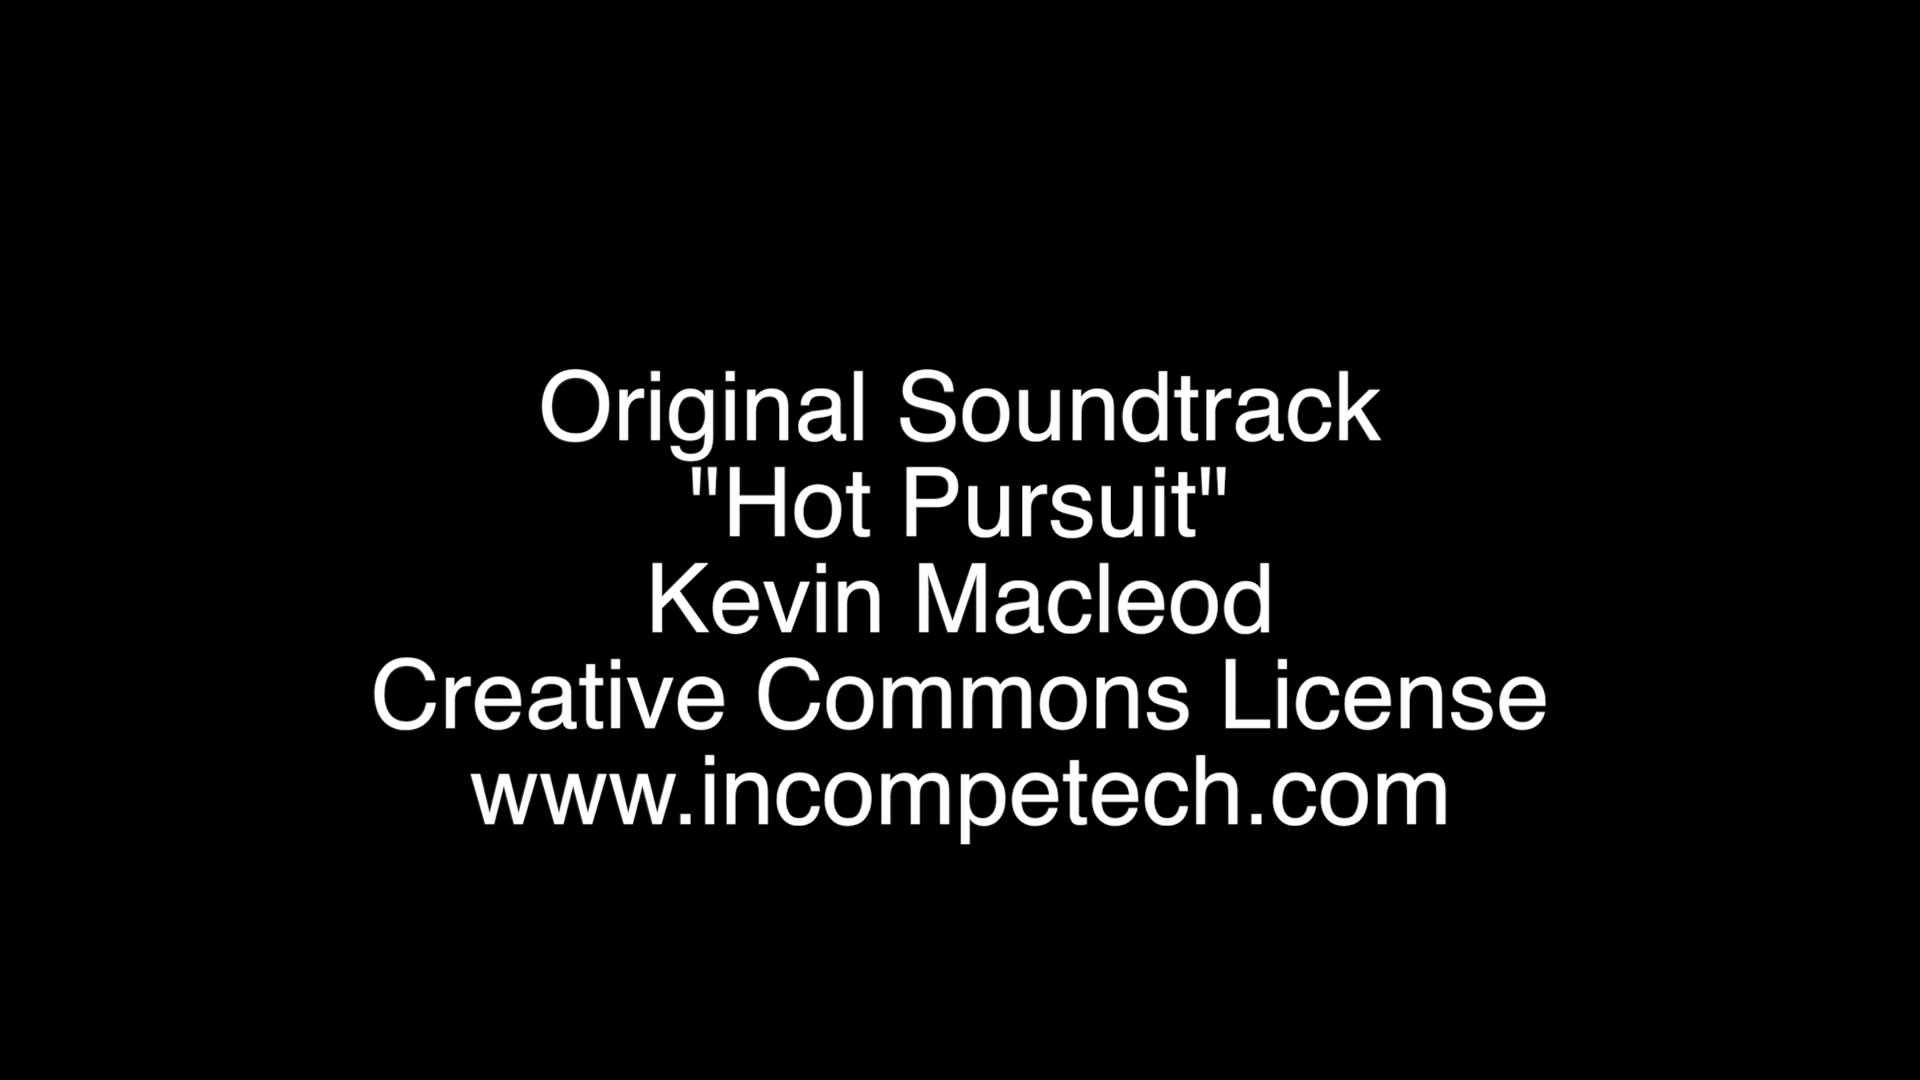 Original Soundtrack
"Hot Pursuit"
Kevin Macleod
Creative Commons License
www.incompetech.com